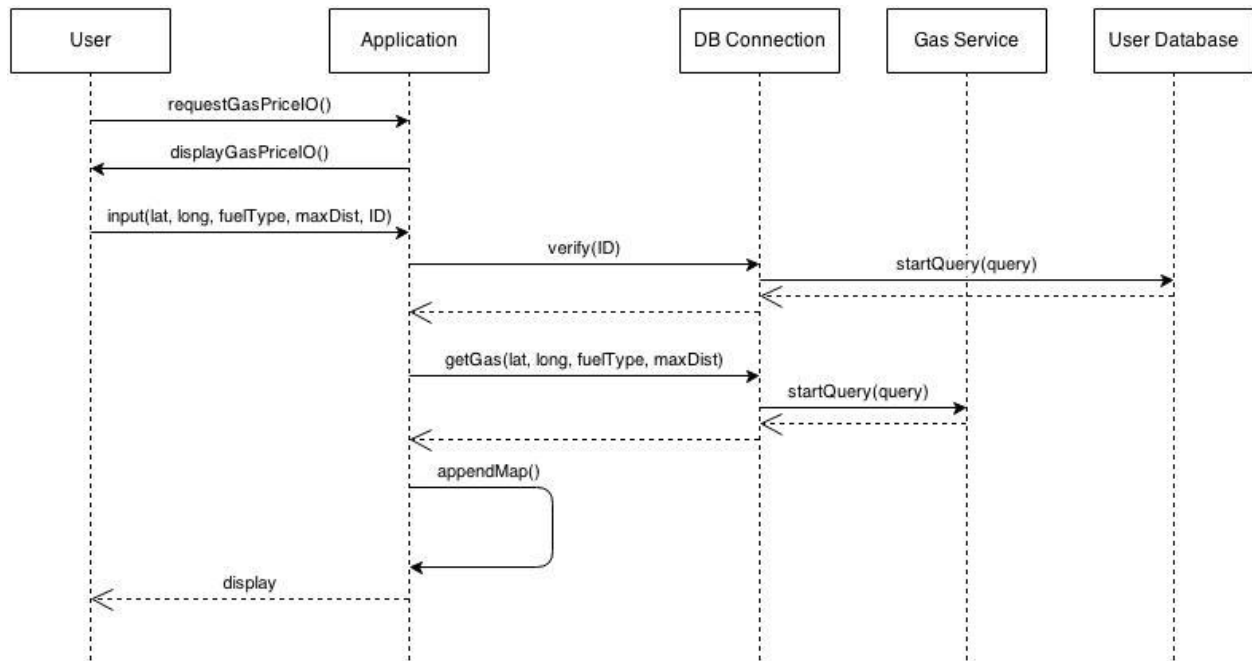 User
Application
DB Connection
Gas Service
User Database
requestGasPriceIO()
displayGasPriceIO()
input(lat, long, fuelType, maxDist, ID)
verify(ID)
startQuery(query)
getGas(lat, long, fuelType, maxDist)
startQuery(query)
appendMap()
display